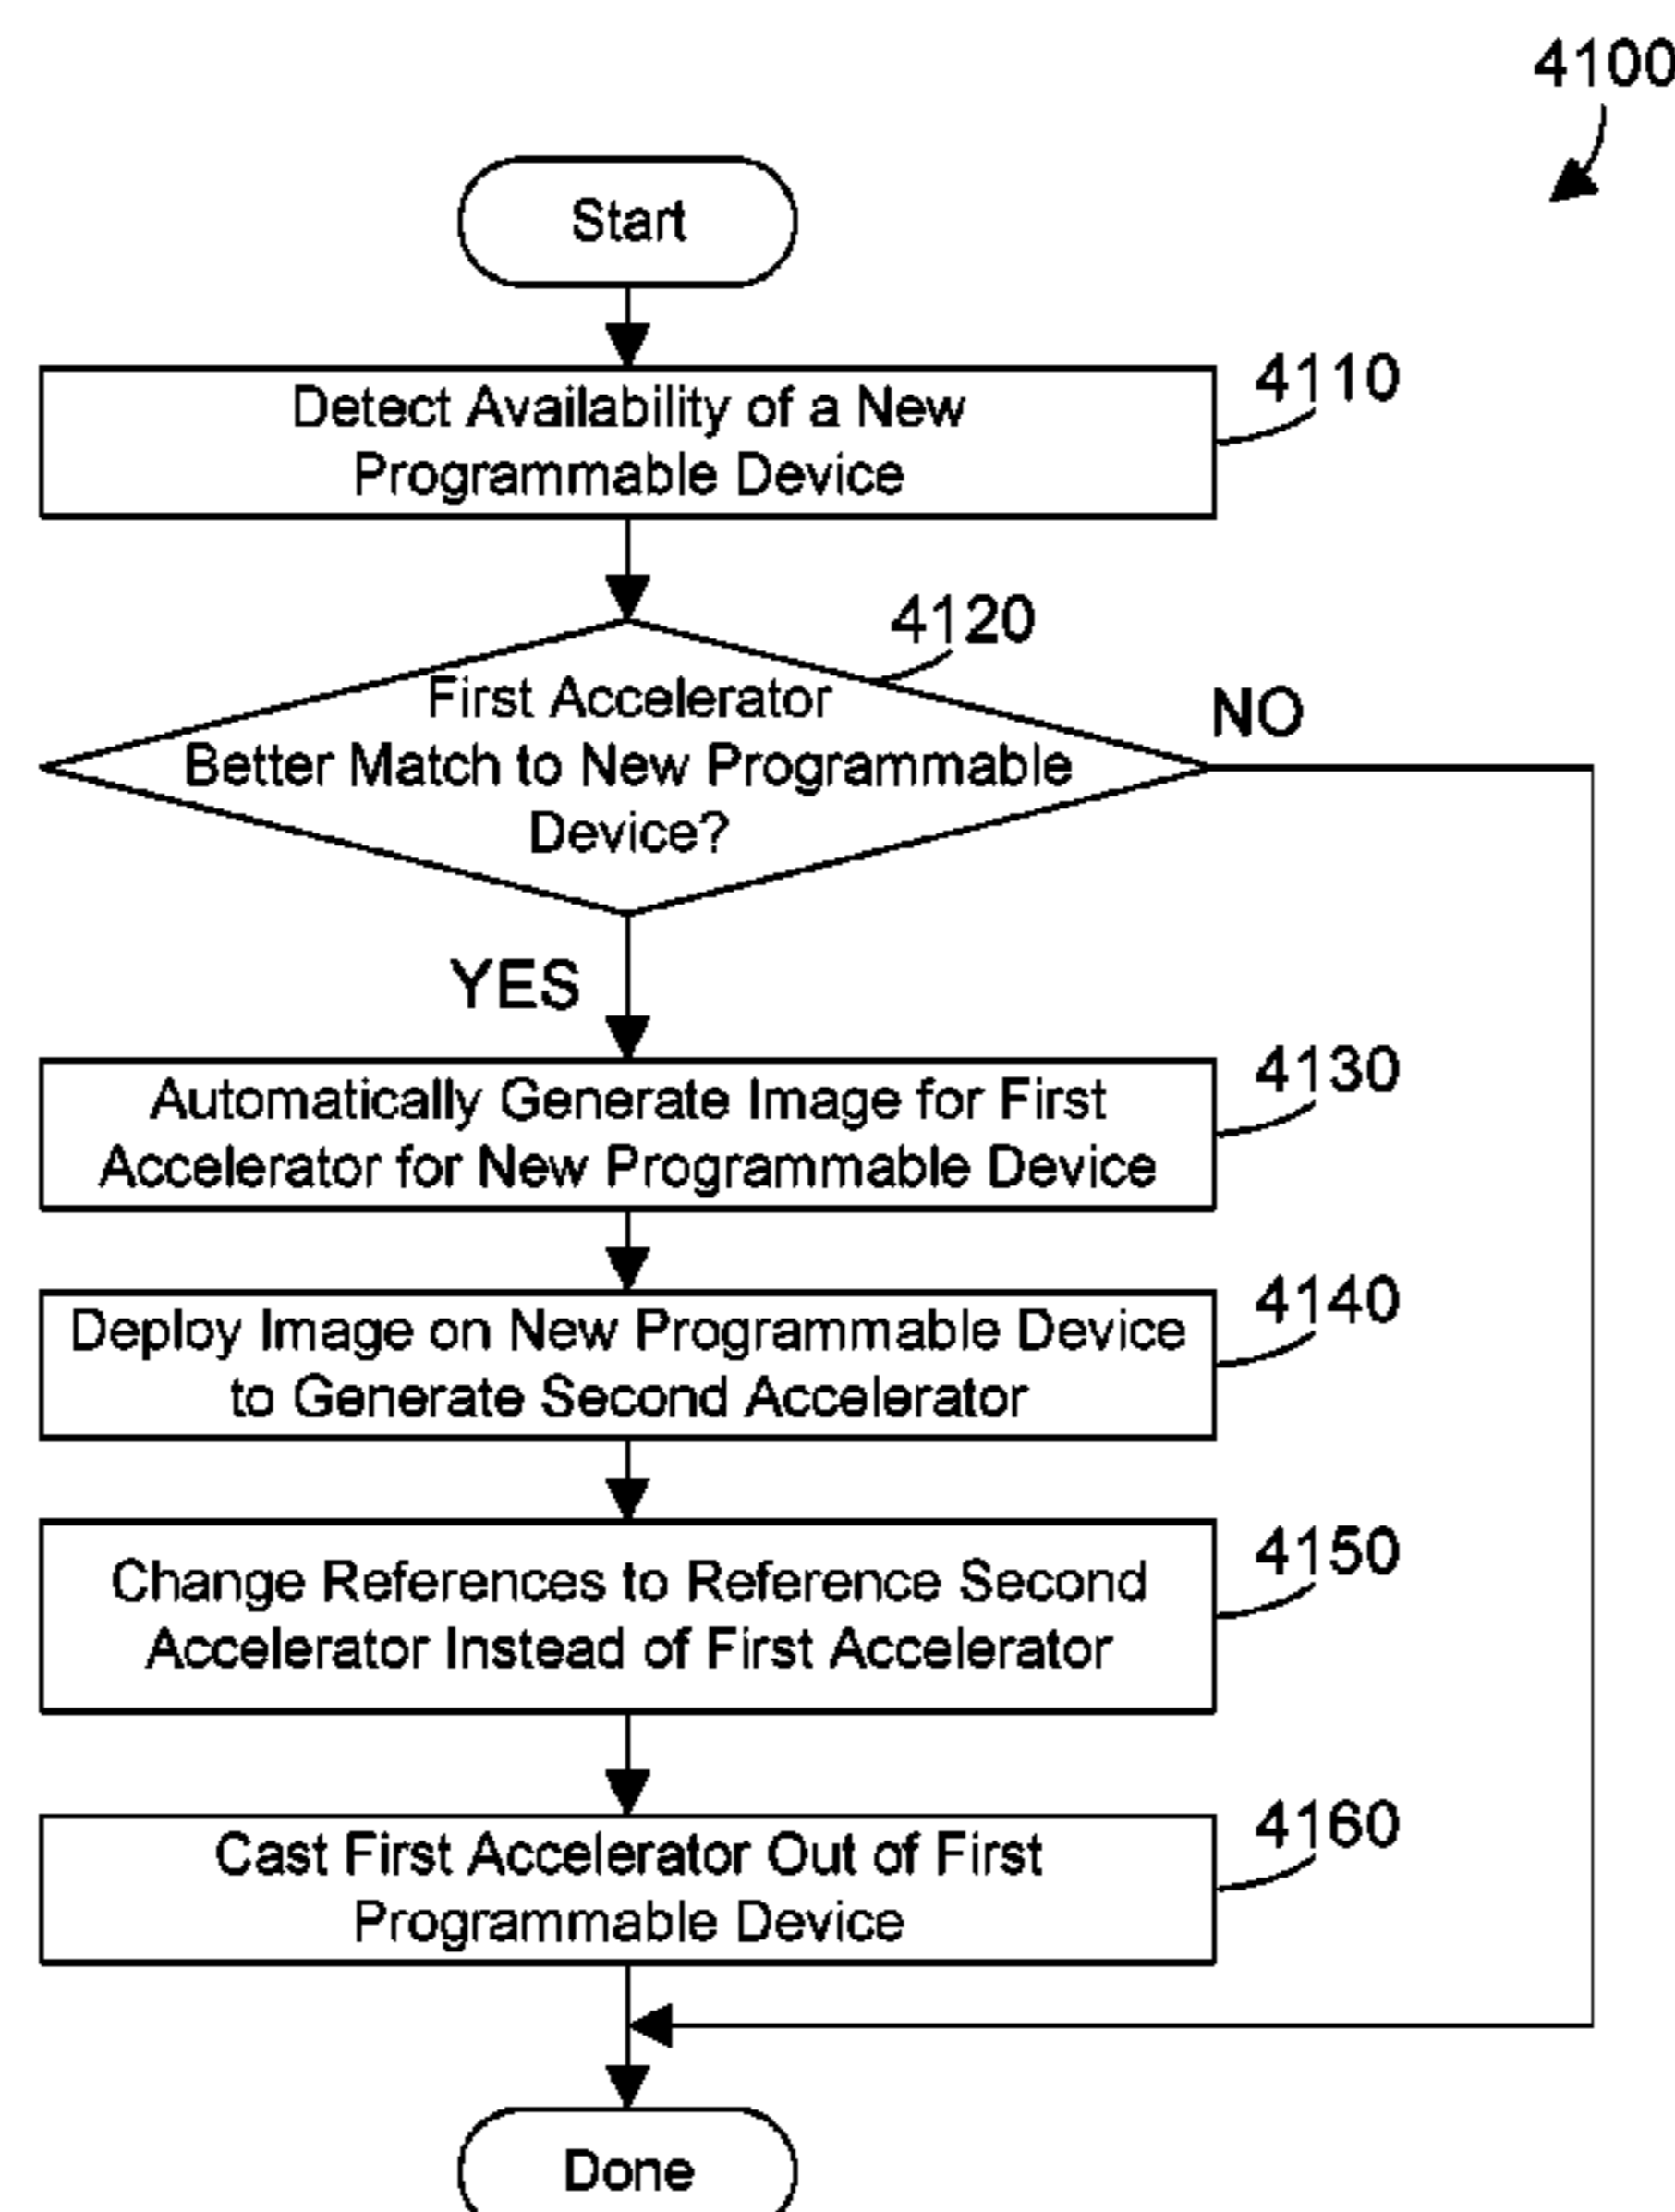 4100
Start
4110
Detect Availability of a New
Programmable Device
4120
First Accelerator
Better Match to New Programmable
Device?
NO
YES
4130
Automatically Generate Image for First
Accelerator for New Programmable Device
4140
Deploy Image on New Programmable Device
to Generate Second Accelerator
4150
Change References to Reference Second
Accelerator Instead of First Accelerator
4160
Cast First Accelerator Out of First
Programmable Device
Done